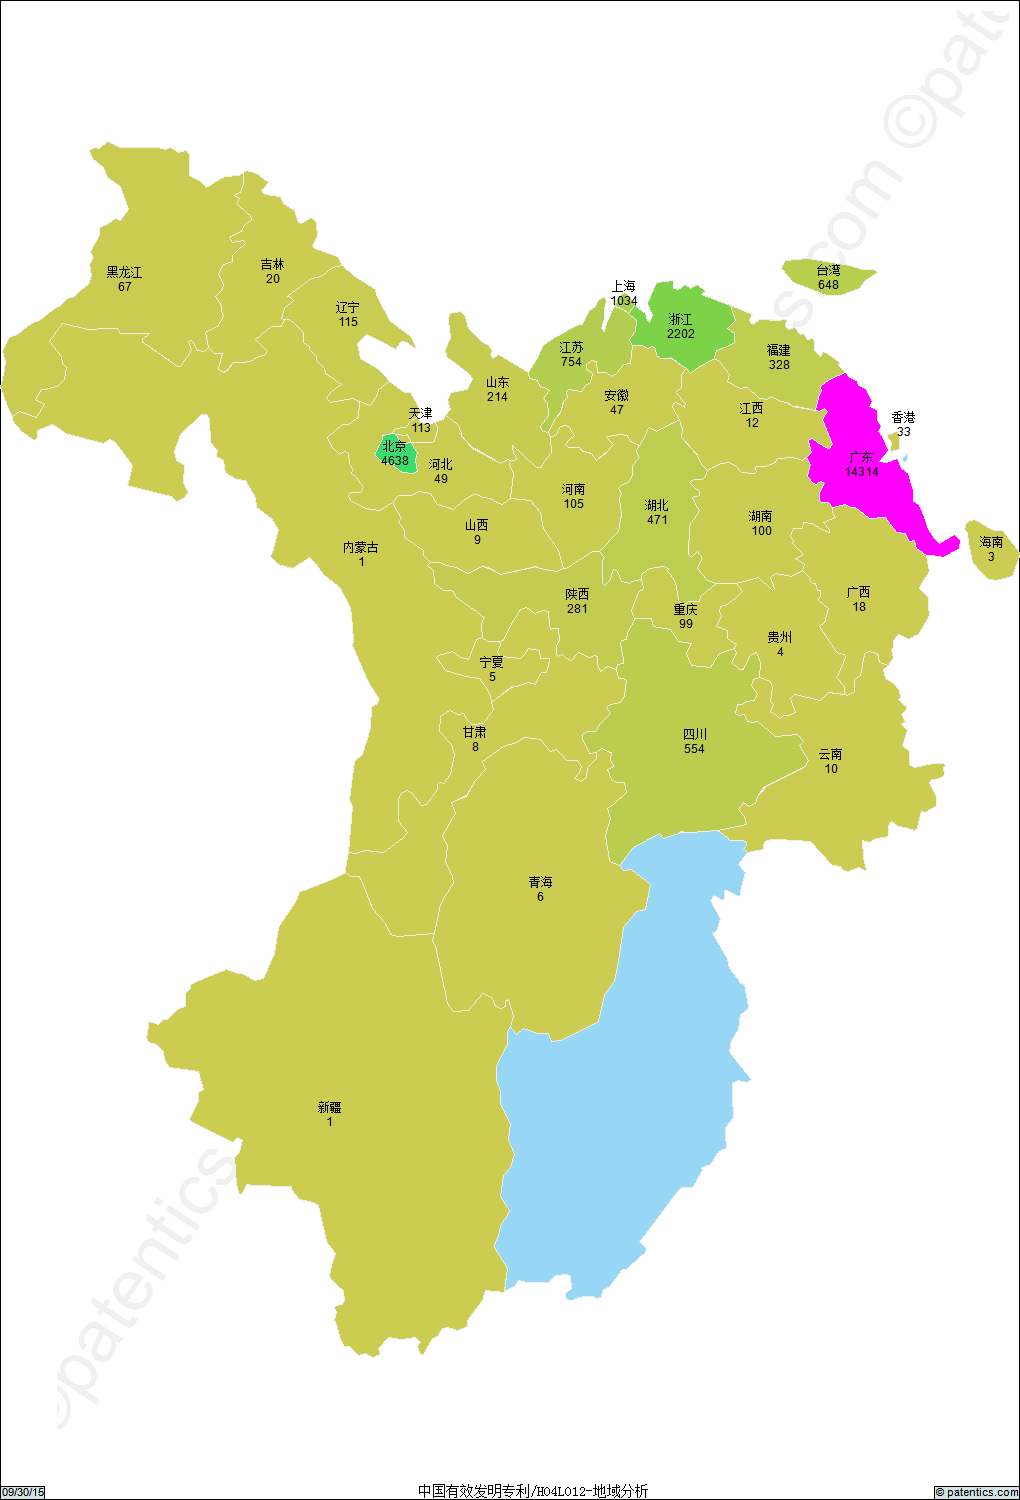 ©patentics.com ©pate
黑龙江
67
吉林
20
辽宁
115
上海
1034
浙江
2202
台湾
648
江苏
754
福建
328
山东
214
安徽
47
江西
12
天津
113
香港
33
北京
4638
河北
49
广东
14314
河南
105
湖北
471
湖南
100
山西
9
内蒙古
1
海南
3
陕西
281
重庆
99
广西
18
贵州
4
宁夏
5
甘肃
8
四川
554
云南
10
青海
6
新疆
1
09/30/15
中国有效发明专利/H04L012-地域分析
© patentics.com